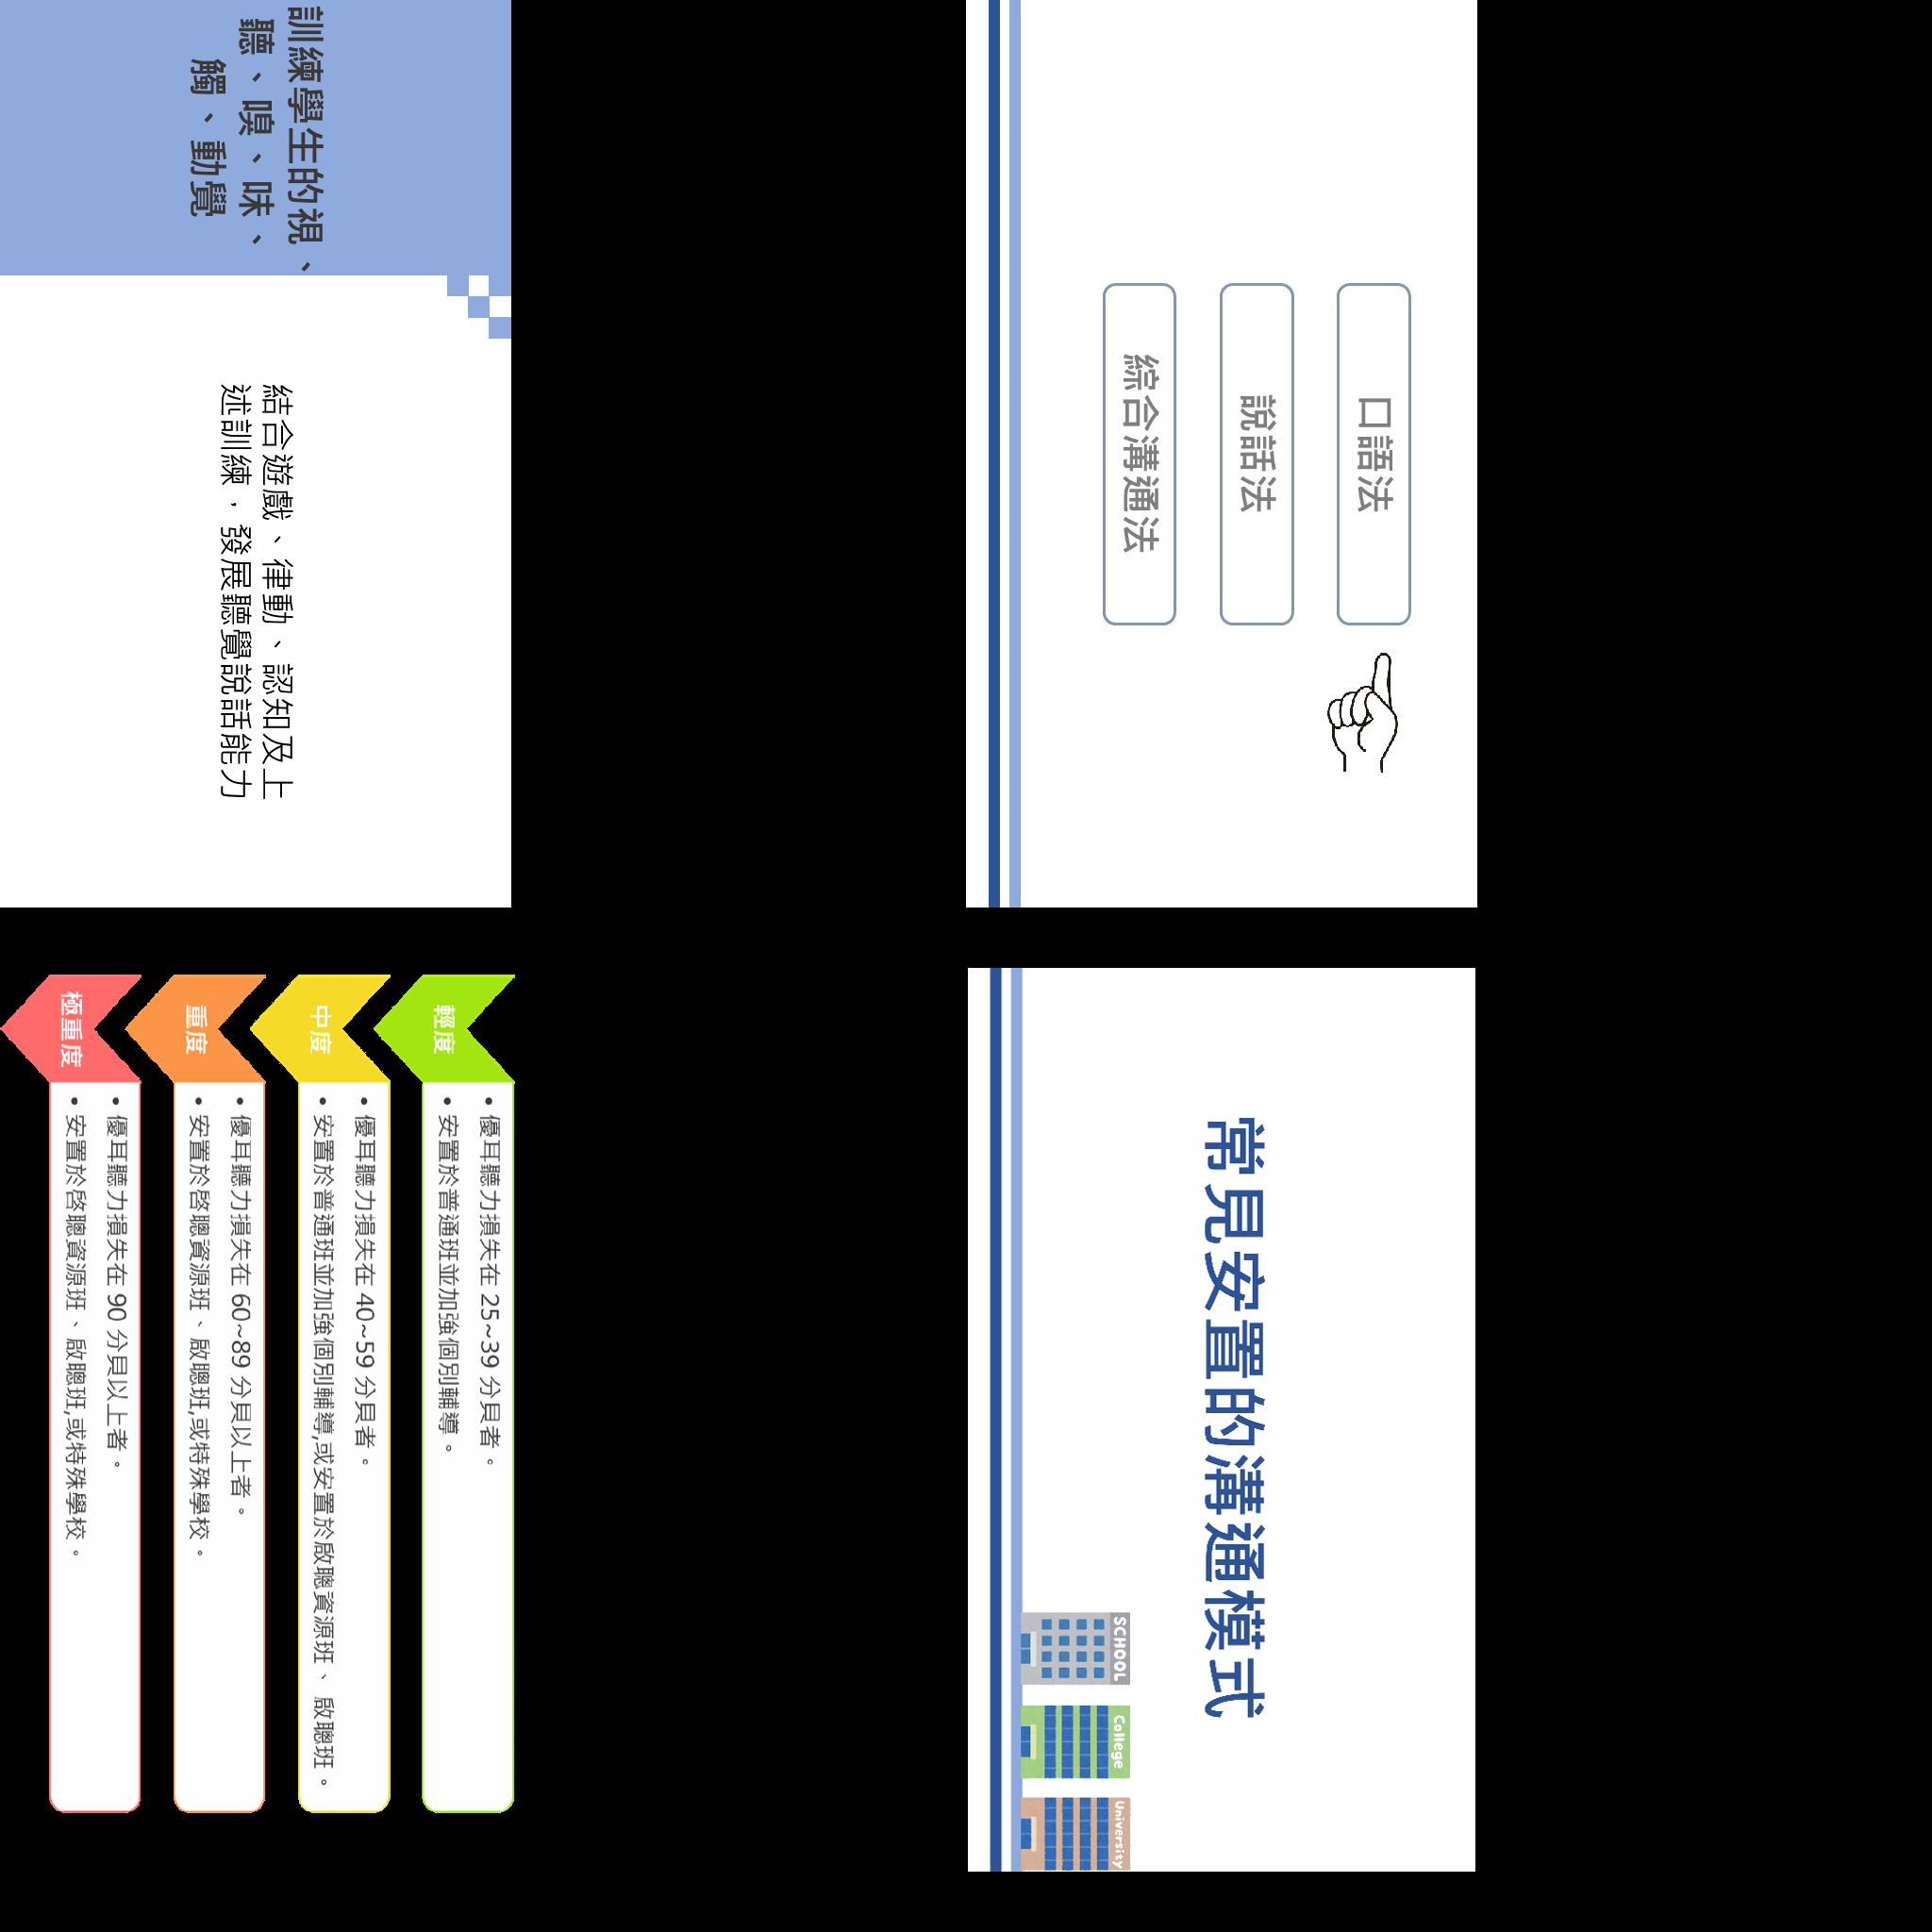 訓練學生的視、
聽、嗅、味、
觸、動覺
結合遊戲、律動、認知及上
述訓練，發展聽覺說話能力
口語法
說話法
綜合溝通法
輕度
• 優耳聽力損失在 25~39 分貝者。
• 安置於普通班並加強個別輔導。
中度
• 優耳聽力損失在 40~59 分貝者。
• 安置於普通班並加強個別輔導,或安置於啟聰資源班、啟聰班。
重度
• 優耳聽力損失在 60~89 分貝以上者。
• 安置於啓聰資源班、啟聰班,或特殊學校。
極重度
• 優耳聽力損失在 90 分貝以上者。
• 安置於啓聰資源班、啟聰班,或特殊學校。
常見安置的溝通模式
SCHOOL
College
University